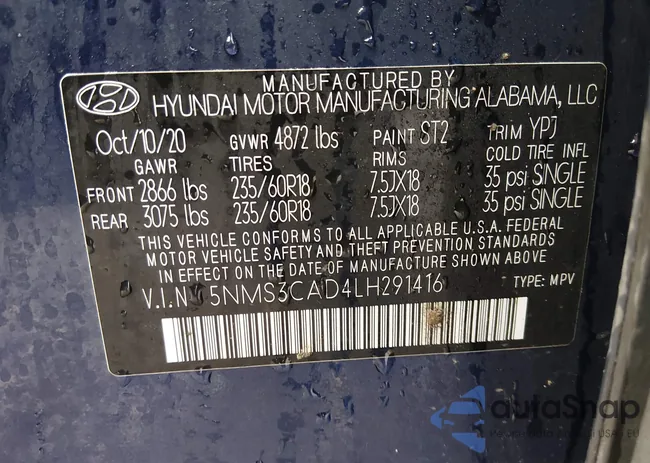 MANUFACTURED BY
HYUNDAI MOTOR MANUFACTURING ALABAMA, LLC
Oct/10/20 GVWR 4872 lbs PAINT ST2 TRIM YPJ
GAWR TIRES RIMS COLD TIRE INFL
FRONT 2866 lbs 235/60R18 7.5JX18 35 psi SINGLE
REAR 3075 lbs 235/60R18 7.5JX18 35 psi SINGLE
THIS VEHICLE CONFORMS TO ALL APPLICABLE U.S.A. FEDERAL
MOTOR VEHICLE SAFETY AND THEFT PREVENTION STANDARDS
IN EFFECT ON THE DATE OF MANUFACTURE SHOWN ABOVE
V.I.N 5NMS3CAD4LH291416 TYPE: MPV
autoSnap